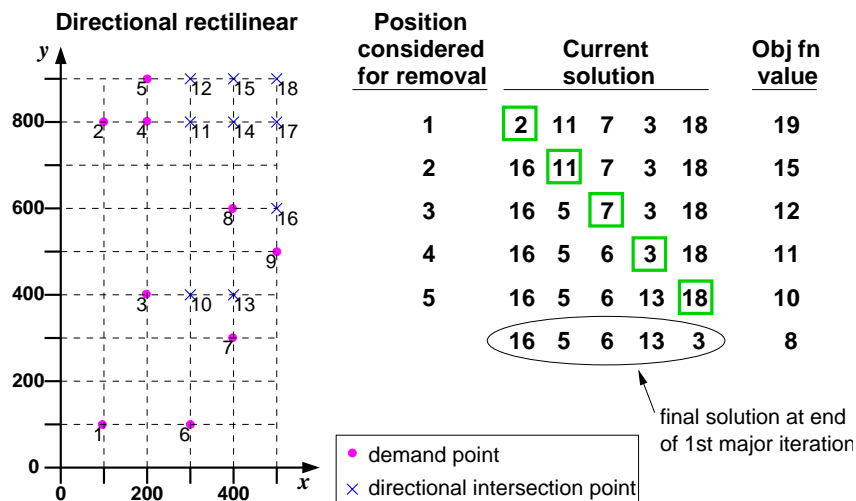 Directional rectilinear
y
800
600
400
200
0
0
200
400
x
5
12
15
18
2
4
11
14
17
8
16
9
3
10
13
7
1
6
Position considered for removal
Current solution
Obj fn value
1 2 11 7 3 18 19
2 16 11 7 3 18 15
3 16 5 7 3 18 12
4 16 5 6 3 18 11
5 16 5 6 13 18 10
16 5 6 13 3 8
final solution at end
of 1st major iteration
demand point
directional intersection point